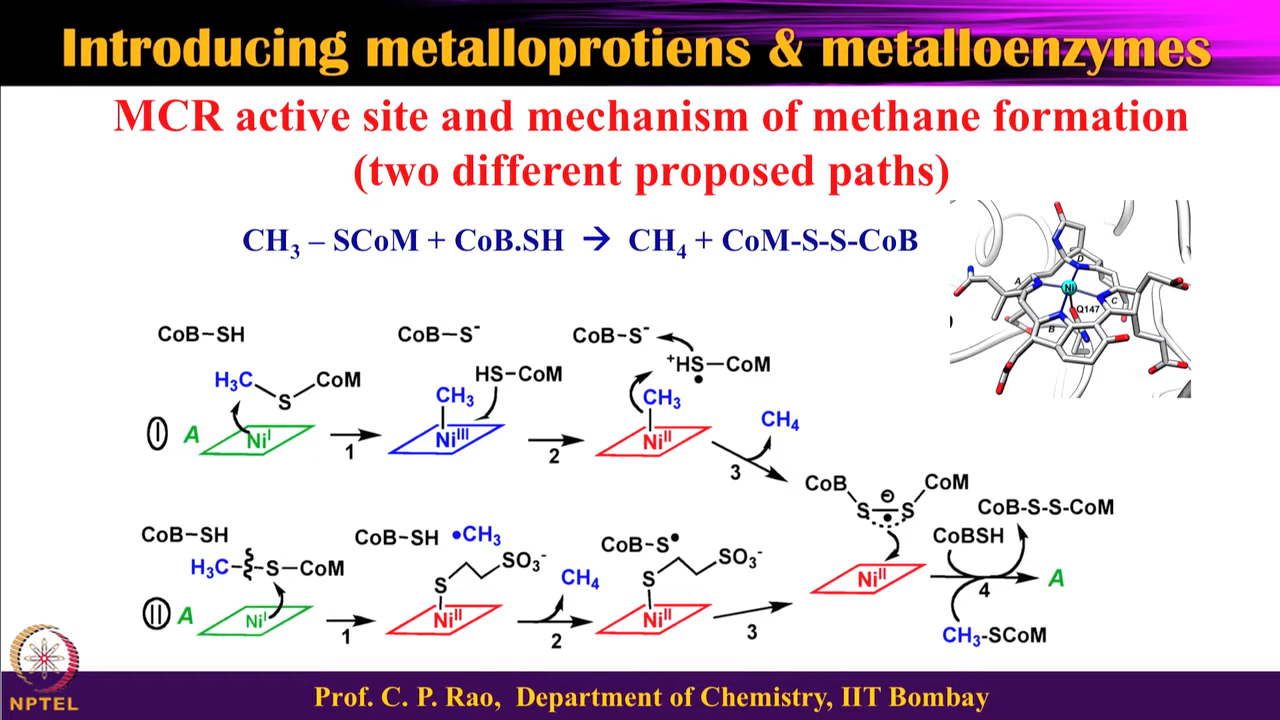 Introducing metalloprotiens & metalloenzymes
MCR active site and mechanism of methane formation
(two different proposed paths)
CH₃ – SCoM + CoB.SH → CH₄ + CoM-S-S-CoB
D
A
Ni
C
Q147
B
)
CoB–SH
H₃C
S
CoM
I A
Niᴵ
1
CoB–S⁻
HS–CoM
CH₃
Niᴵᴵᴵ
2
CoB–S⁻
⁺HS–CoM
•
CH₃
Niᴵᴵ
3
CH₄
CoB
CoM
S–S
⊖
•
Niᴵᴵ
CoB-S-S-CoM
CoBSH
4
A
CH₃-SCoM
CoB–SH
H₃C–S–CoM
II A
Niᴵ
1
CoB–SH •CH₃
SO₃⁻
S
Niᴵᴵ
2
CH₄
CoB–S•
SO₃⁻
S
Niᴵᴵ
3
NPTEL
Prof. C. P. Rao, Department of Chemistry, IIT Bombay